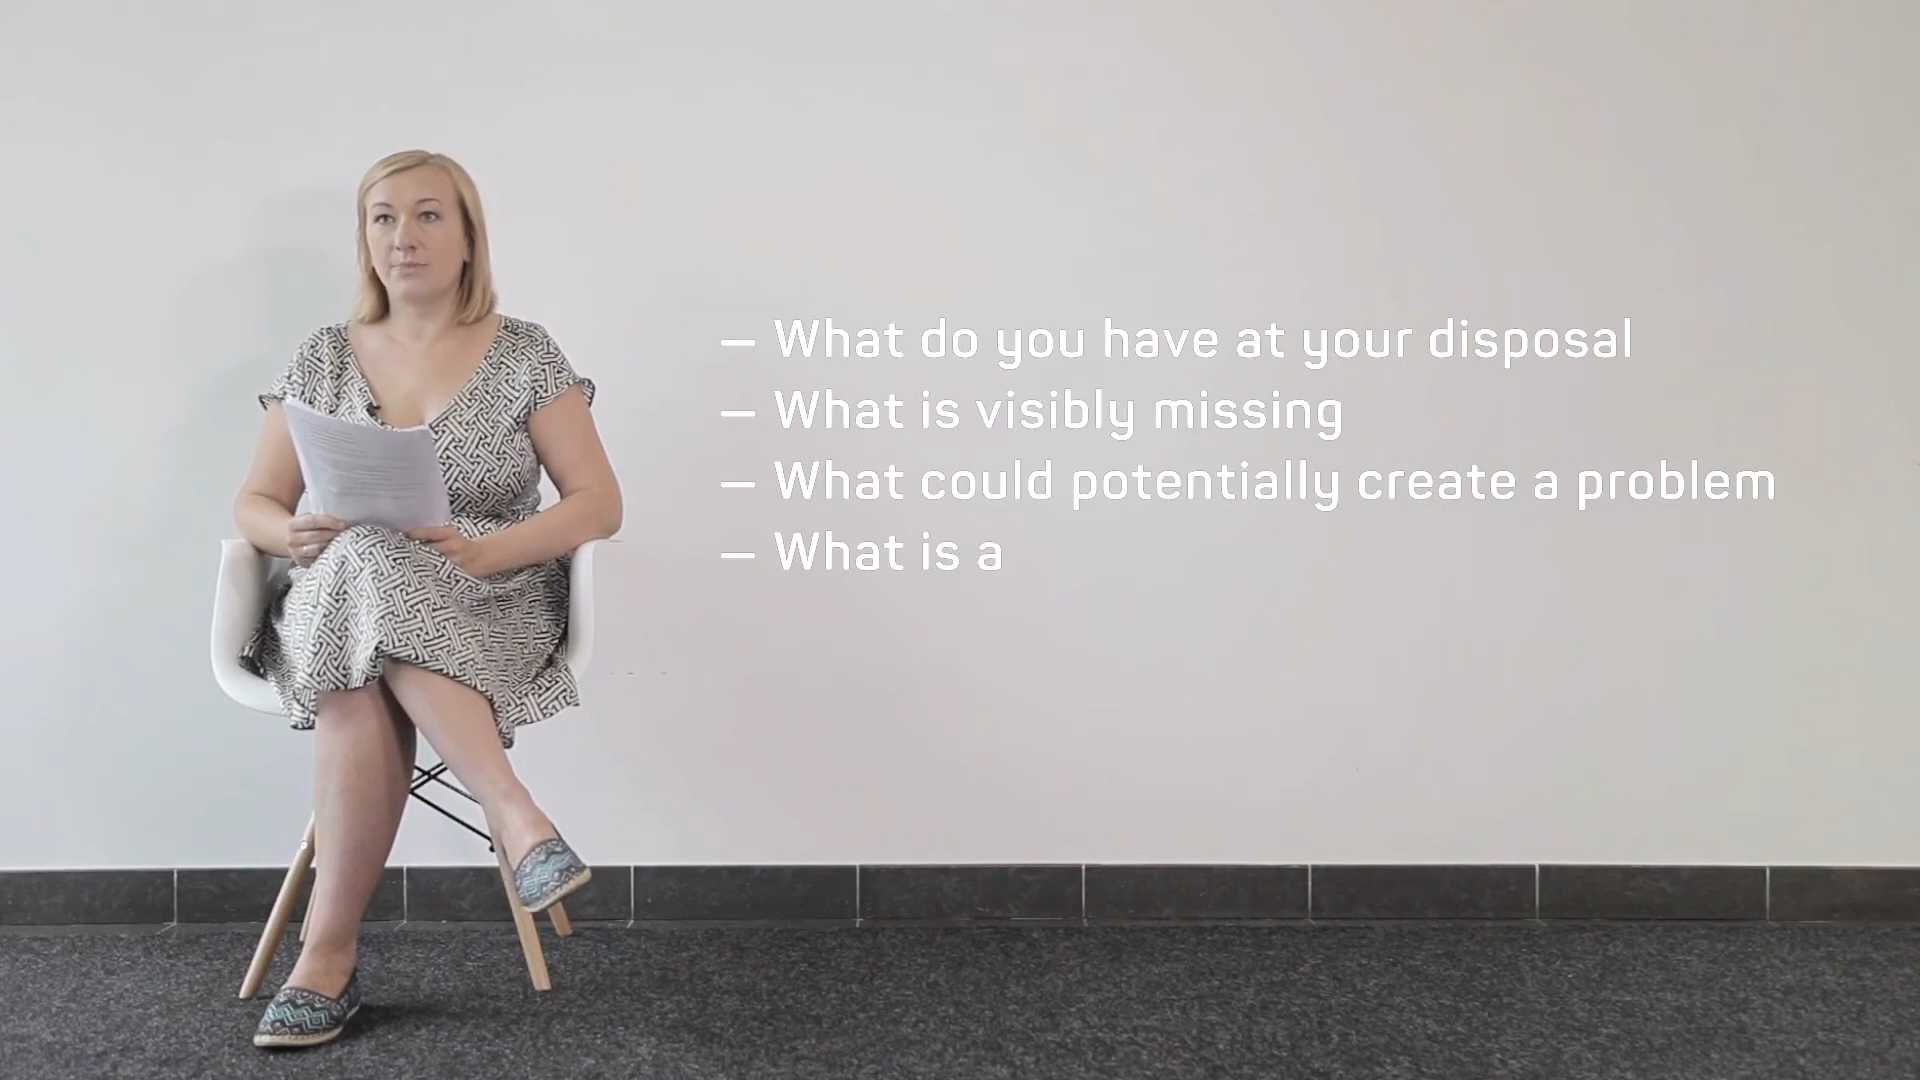 — What do you have at your disposal
— What is visibly missing
— What could potentially create a problem
— What is a